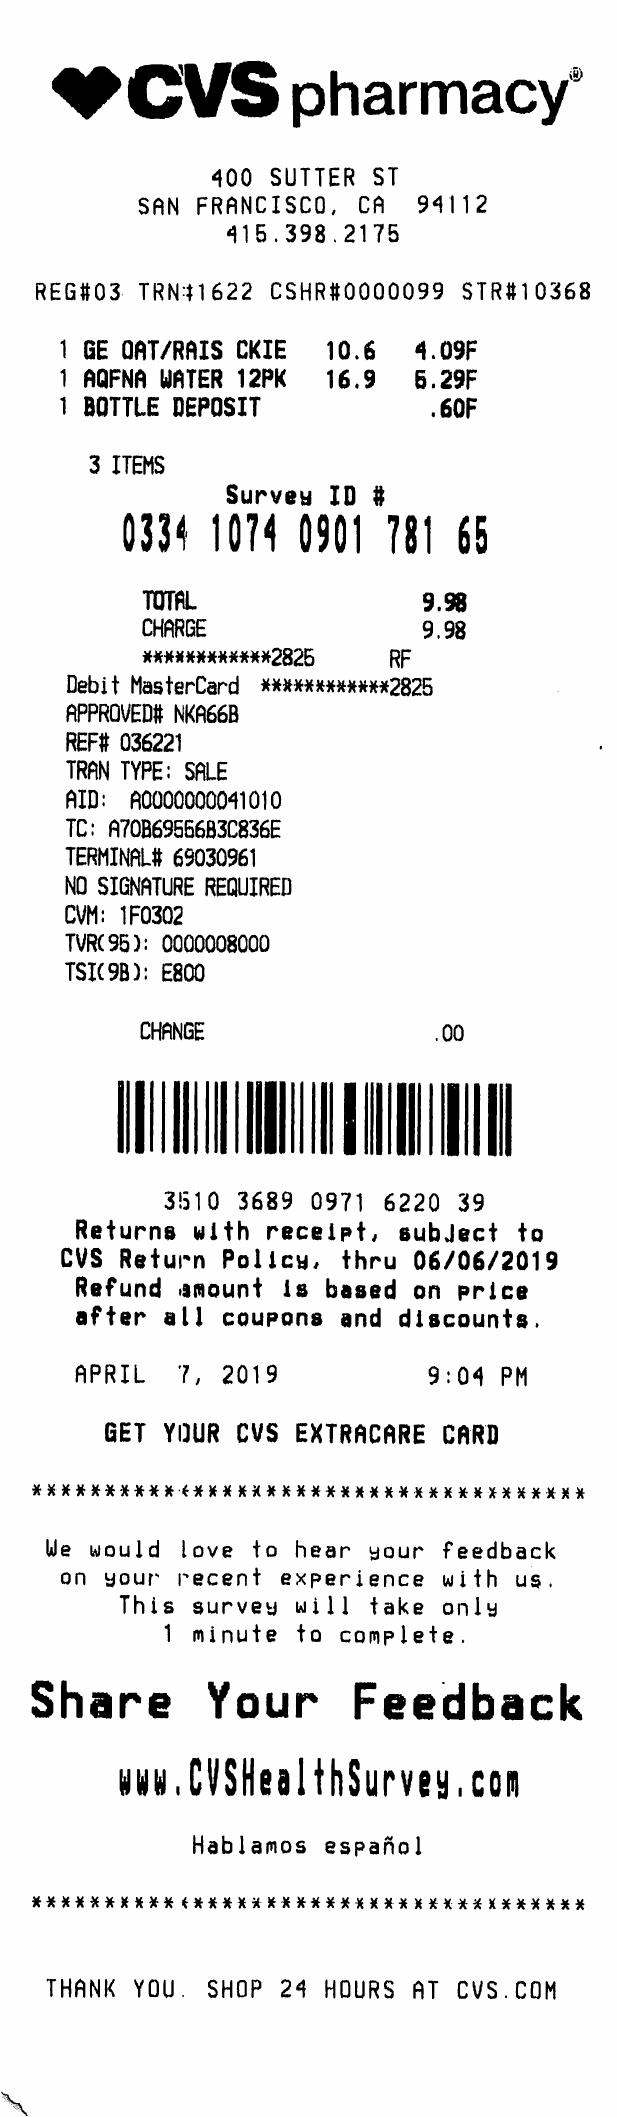 CVS pharmacy®
400 SUTTER ST
SAN FRANCISCO, CA 94112
415.398.2175
REG#03 TRN#1622 CSHR#0000099 STR#10368
1 GE OAT/RAIS CKIE 10.6 4.09F
1 AQFNA WATER 12PK 16.9 5.29F
1 BOTTLE DEPOSIT .60F
3 ITEMS
Survey ID #
0334 1074 0901 781 65
TOTAL 9.98
CHARGE 9.98
************2825 RF
Debit MasterCard ************2825
APPROVED# NKA66B
REF# 036221
TRAN TYPE: SALE
AID: A0000000041010
TC: A70B69556B3C836E
TERMINAL# 69030961
NO SIGNATURE REQUIRED
CVM: 1F0302
TVR(95): 0000008000
TSI(9B): E800
CHANGE .00
3510 3689 0971 6220 39
Returns with receipt, subject to
CVS Return Policy, thru 06/06/2019
Refund amount is based on price
after all coupons and discounts.
APRIL 7, 2019 9:04 PM
GET YOUR CVS EXTRACARE CARD
**************************************
We would love to hear your feedback
on your recent experience with us.
This survey will take only
1 minute to complete.
Share Your Feedback
www.CVSHealthSurvey.com
Hablamos español
**************************************
THANK YOU. SHOP 24 HOURS AT CVS.COM